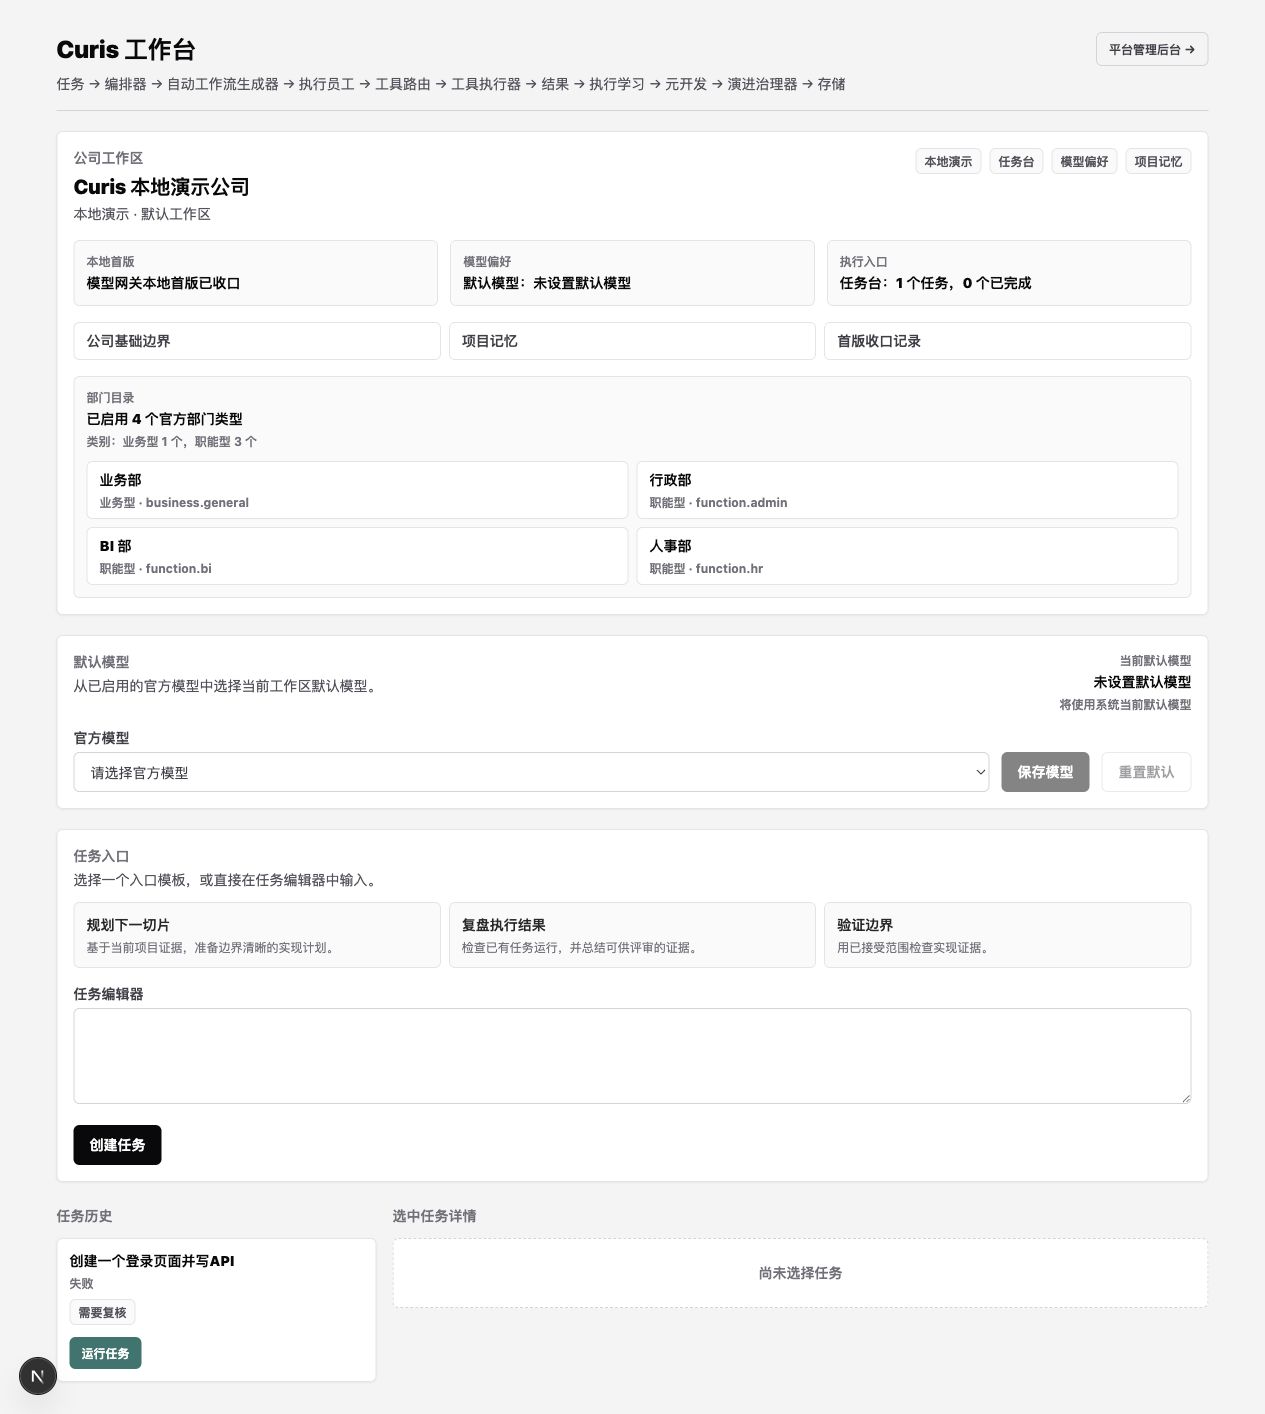 Curis 工作台
平台管理后台 →
任务 → 编排器 → 自动工作流生成器 → 执行员工 → 工具路由 → 工具执行器 → 结果 → 执行学习 → 元开发 → 演进治理器 → 存储
公司工作区
本地演示
任务台
模型偏好
项目记忆
Curis 本地演示公司
本地演示 · 默认工作区
本地首版
模型网关本地首版已收口
模型偏好
默认模型：未设置默认模型
执行入口
任务台：1 个任务，0 个已完成
公司基础边界
项目记忆
首版收口记录
部门目录
已启用 4 个官方部门类型
类别：业务型 1 个，职能型 3 个
业务部
业务型 · business.general
行政部
职能型 · function.admin
BI 部
职能型 · function.bi
人事部
职能型 · function.hr
默认模型
从已启用的官方模型中选择当前工作区默认模型。
当前默认模型
未设置默认模型
将使用系统当前默认模型
官方模型
请选择官方模型
保存模型
重置默认
任务入口
选择一个入口模板，或直接在任务编辑器中输入。
规划下一切片
基于当前项目证据，准备边界清晰的实现计划。
复盘执行结果
检查已有任务运行，并总结可供评审的证据。
验证边界
用已接受范围检查实现证据。
任务编辑器
创建任务
任务历史
选中任务详情
创建一个登录页面并写API
失败
需要复核
运行任务
尚未选择任务
N